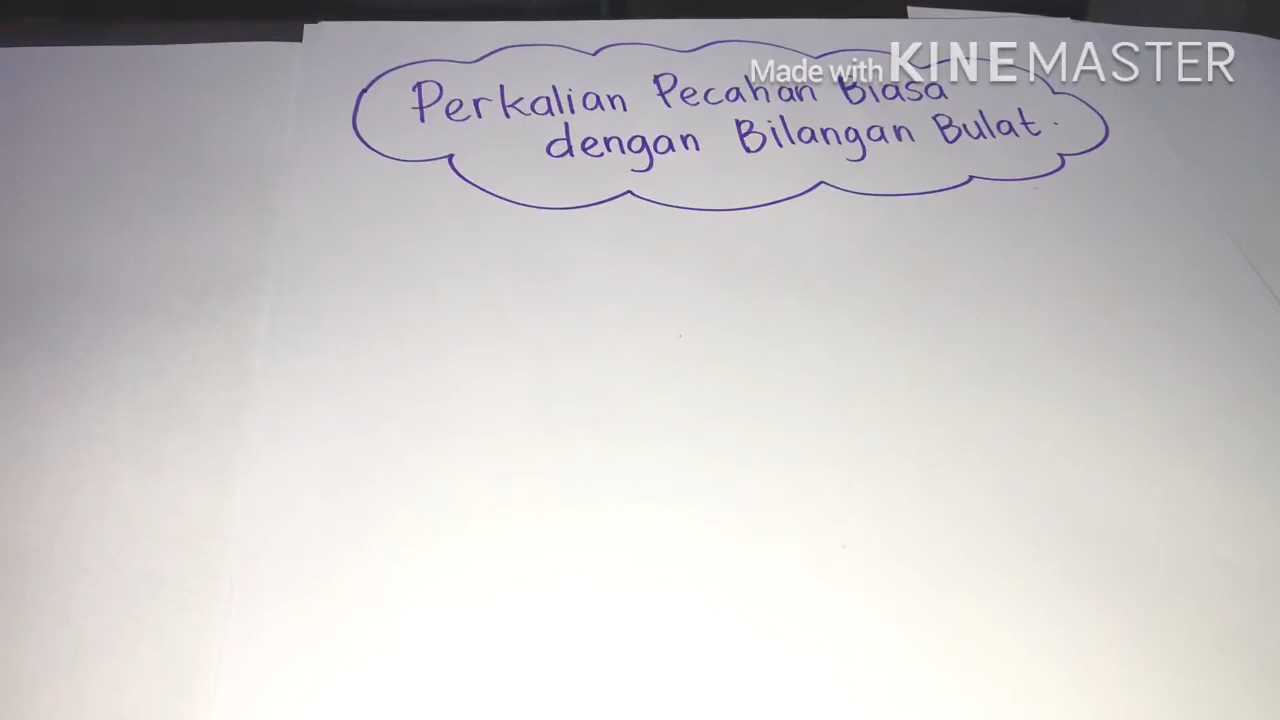 Made with KINEMASTER
Perkalian Pecahan Biasa
dengan Bilangan Bulat.